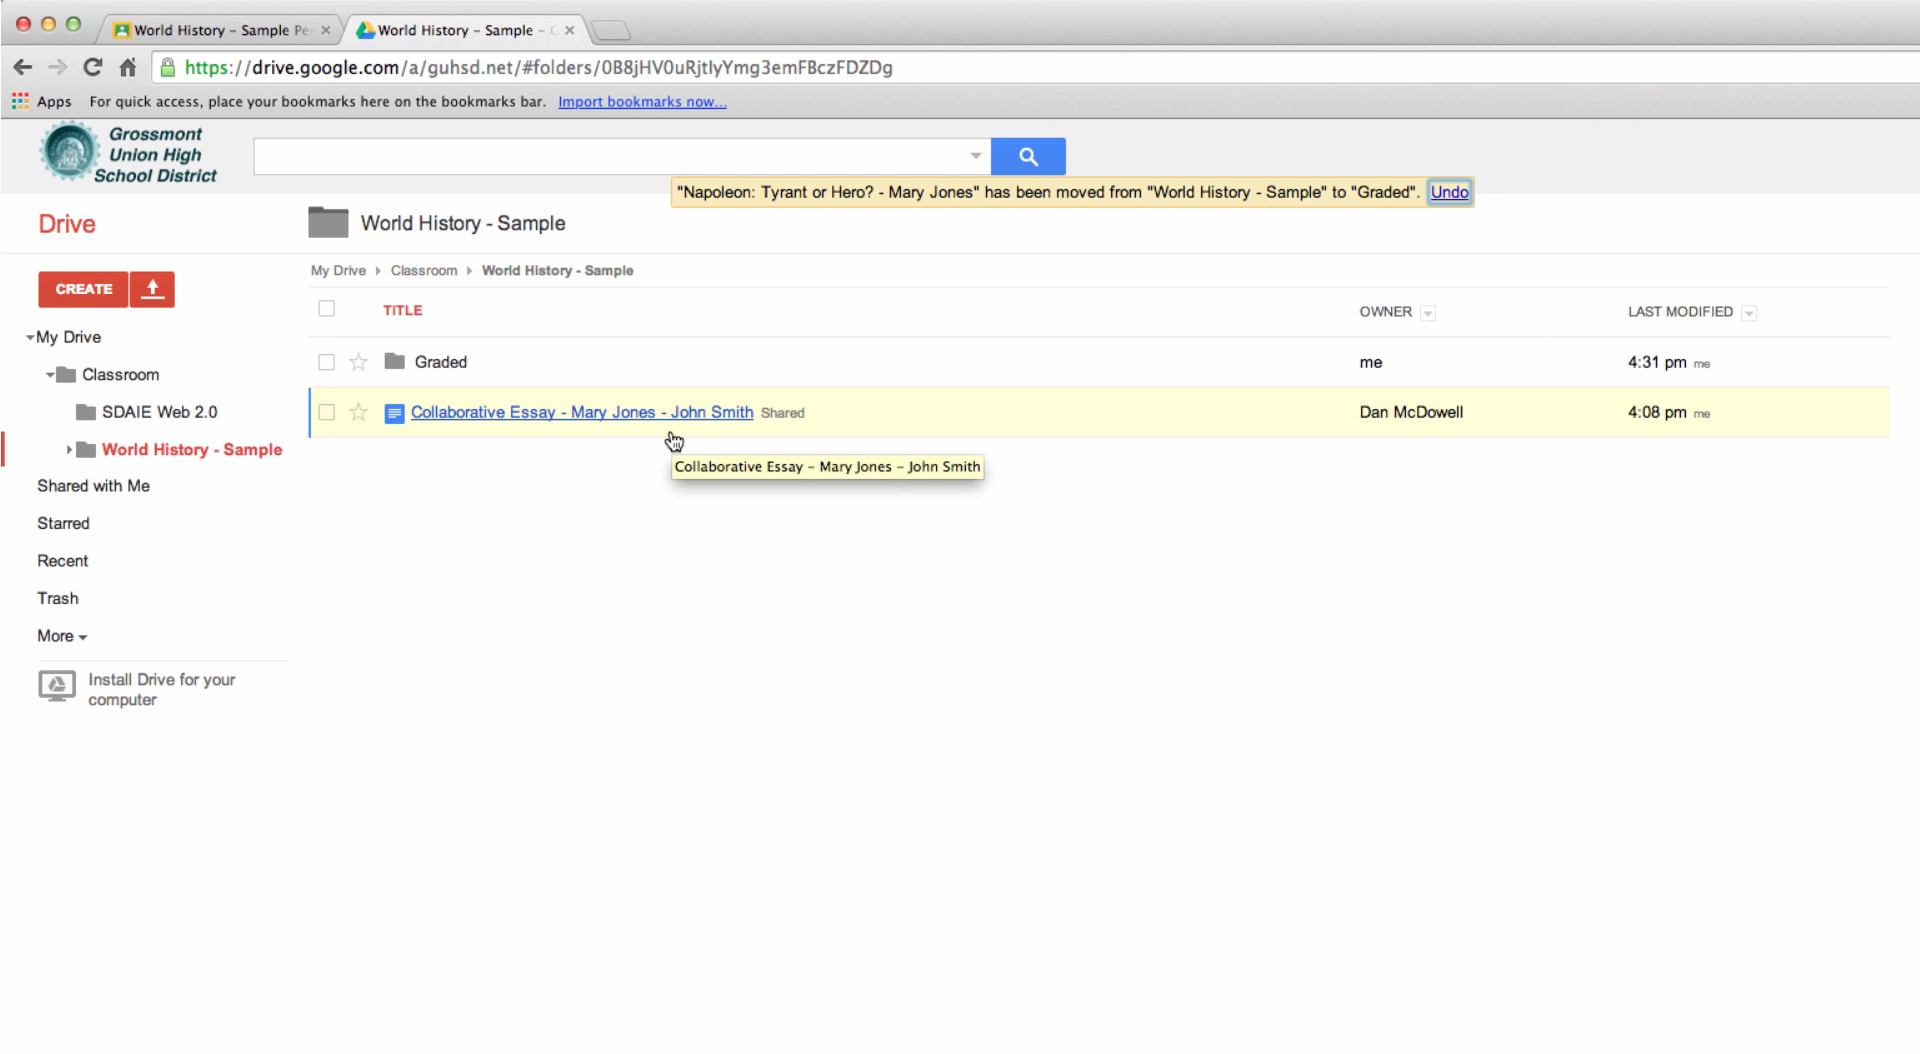 World History – Sample Pe
World History – Sample –
https://drive.google.com/a/guhsd.net/#folders/0B8jHV0uRjtlyYmg3emFBczFDZDg
Apps For quick access, place your bookmarks here on the bookmarks bar. Import bookmarks now...
Grossmont
Union High
School District
"Napoleon: Tyrant or Hero? - Mary Jones" has been moved from "World History - Sample" to "Graded". Undo
Drive
World History - Sample
My Drive Classroom World History - Sample
CREATE
TITLE OWNER LAST MODIFIED
My Drive
Graded me 4:31 pm me
Classroom
Collaborative Essay - Mary Jones - John Smith Shared Dan McDowell 4:08 pm me
SDAIE Web 2.0
World History - Sample
Collaborative Essay – Mary Jones – John Smith
Shared with Me
Starred
Recent
Trash
More
Install Drive for your
computer